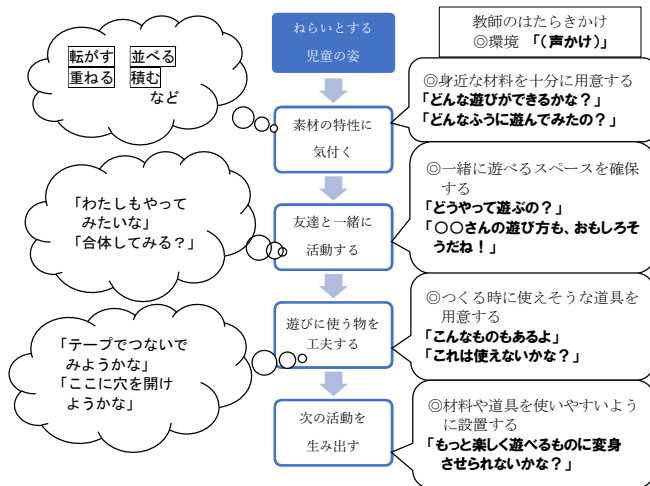 ねらいとする
児童の姿
教師のはたらきかけ
◎環境 「（声かけ）」
転がす 並べる
重ねる 積む
など
素材の特性に
気付く
◎身近な材料を十分に用意する
「どんな遊びができるかな？」
「どんなふうに遊んでみたの？」
「わたしもやって
みたいな」
「合体してみる？」
友達と一緒に
活動する
◎一緒に遊べるスペースを確保
する
「どうやって遊ぶの？」
「〇〇さんの遊び方も、おもしろそ
うだね！」
「テープでつないで
みようかな」
「ここに穴を開け
ようかな」
遊びに使う物を
工夫する
◎つくる時に使えそうな道具を
用意する
「こんなものもあるよ」
「これは使えないかな？」
次の活動を
生み出す
◎材料や道具を使いやすいよう
に設置する
「もっと楽しく遊べるものに変身
させられないかな？」